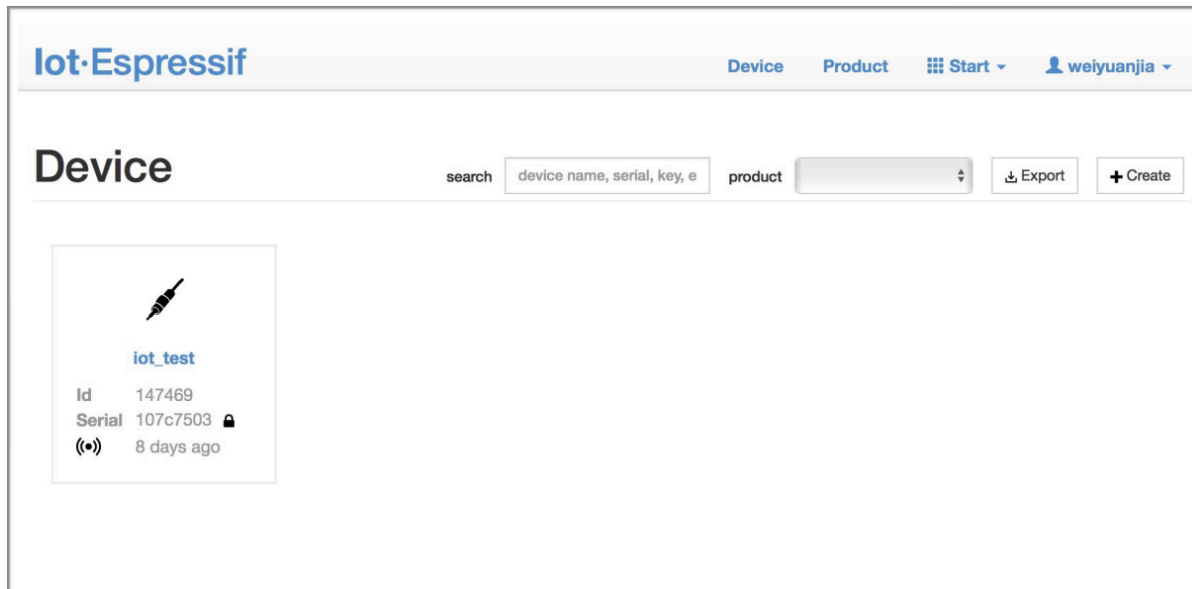 Iot·Espressif
Device Product Start weiyuanjia
Device
search device name, serial, key, e product Export Create
iot_test
Id 147469
Serial 107c7503
8 days ago